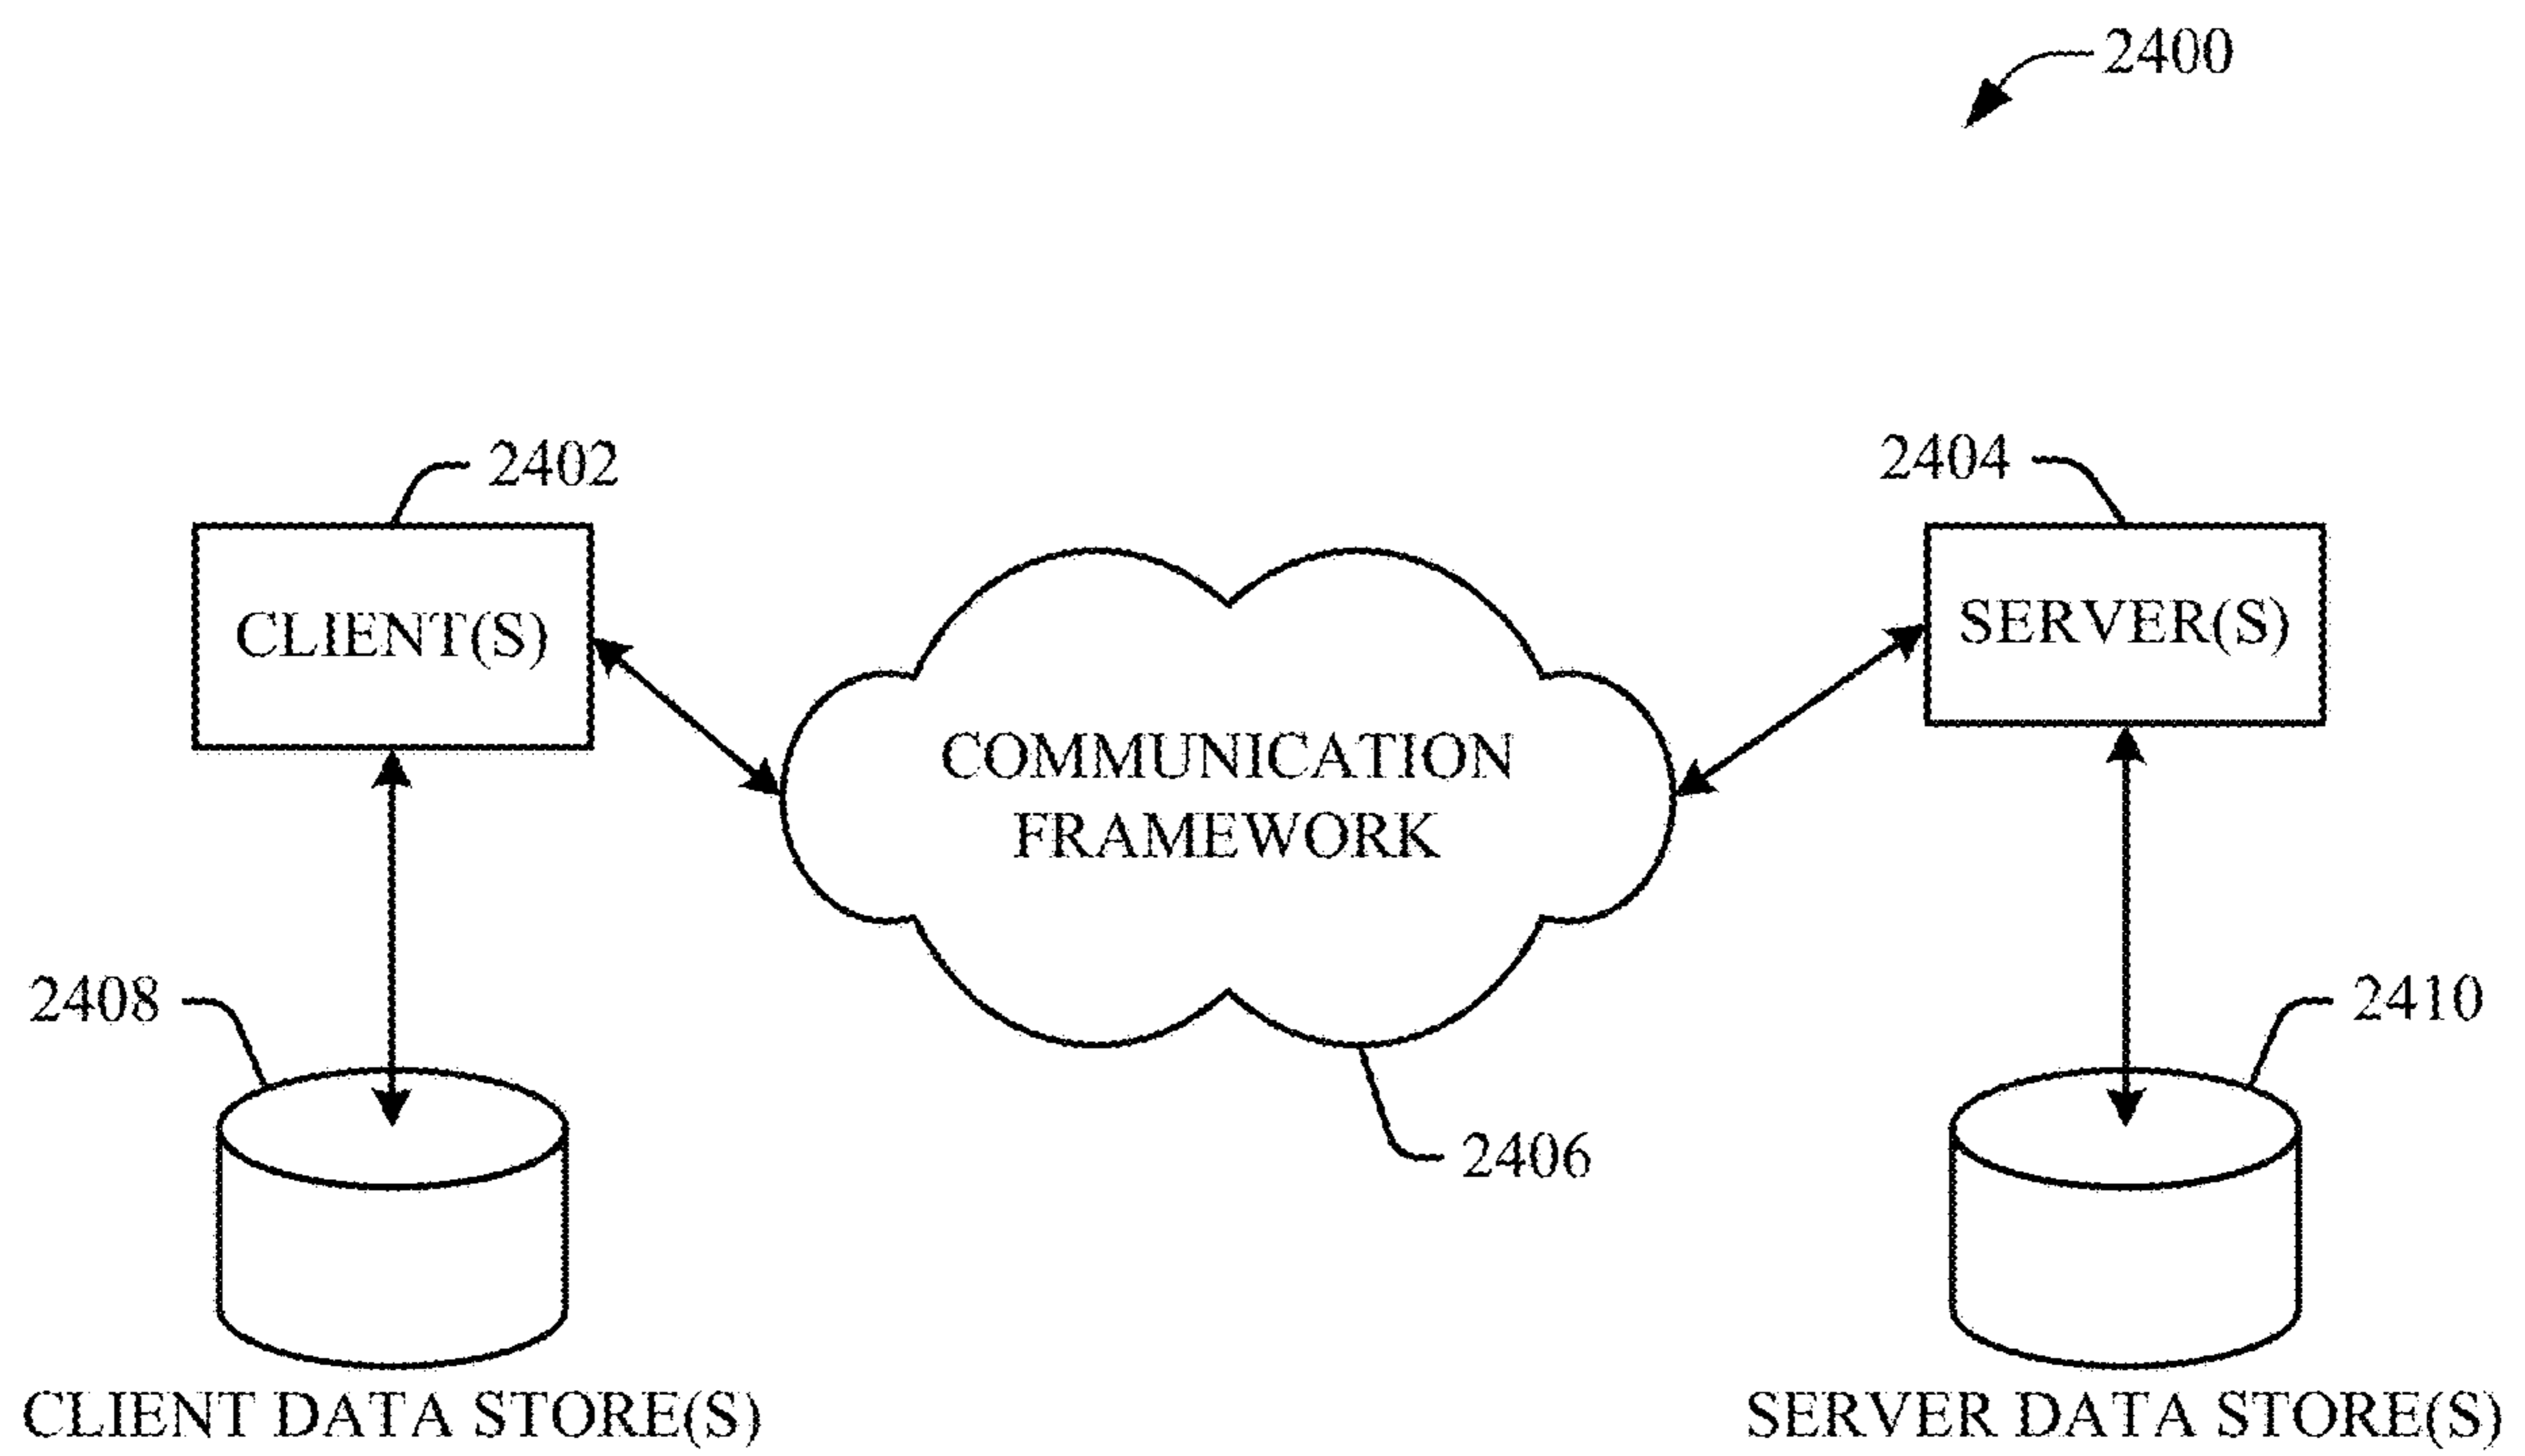 2400
2402
2404
CLIENT(S)
SERVER(S)
COMMUNICATION
FRAMEWORK
2408
2410
2406
CLIENT DATA STORE(S)
SERVER DATA STORE(S)